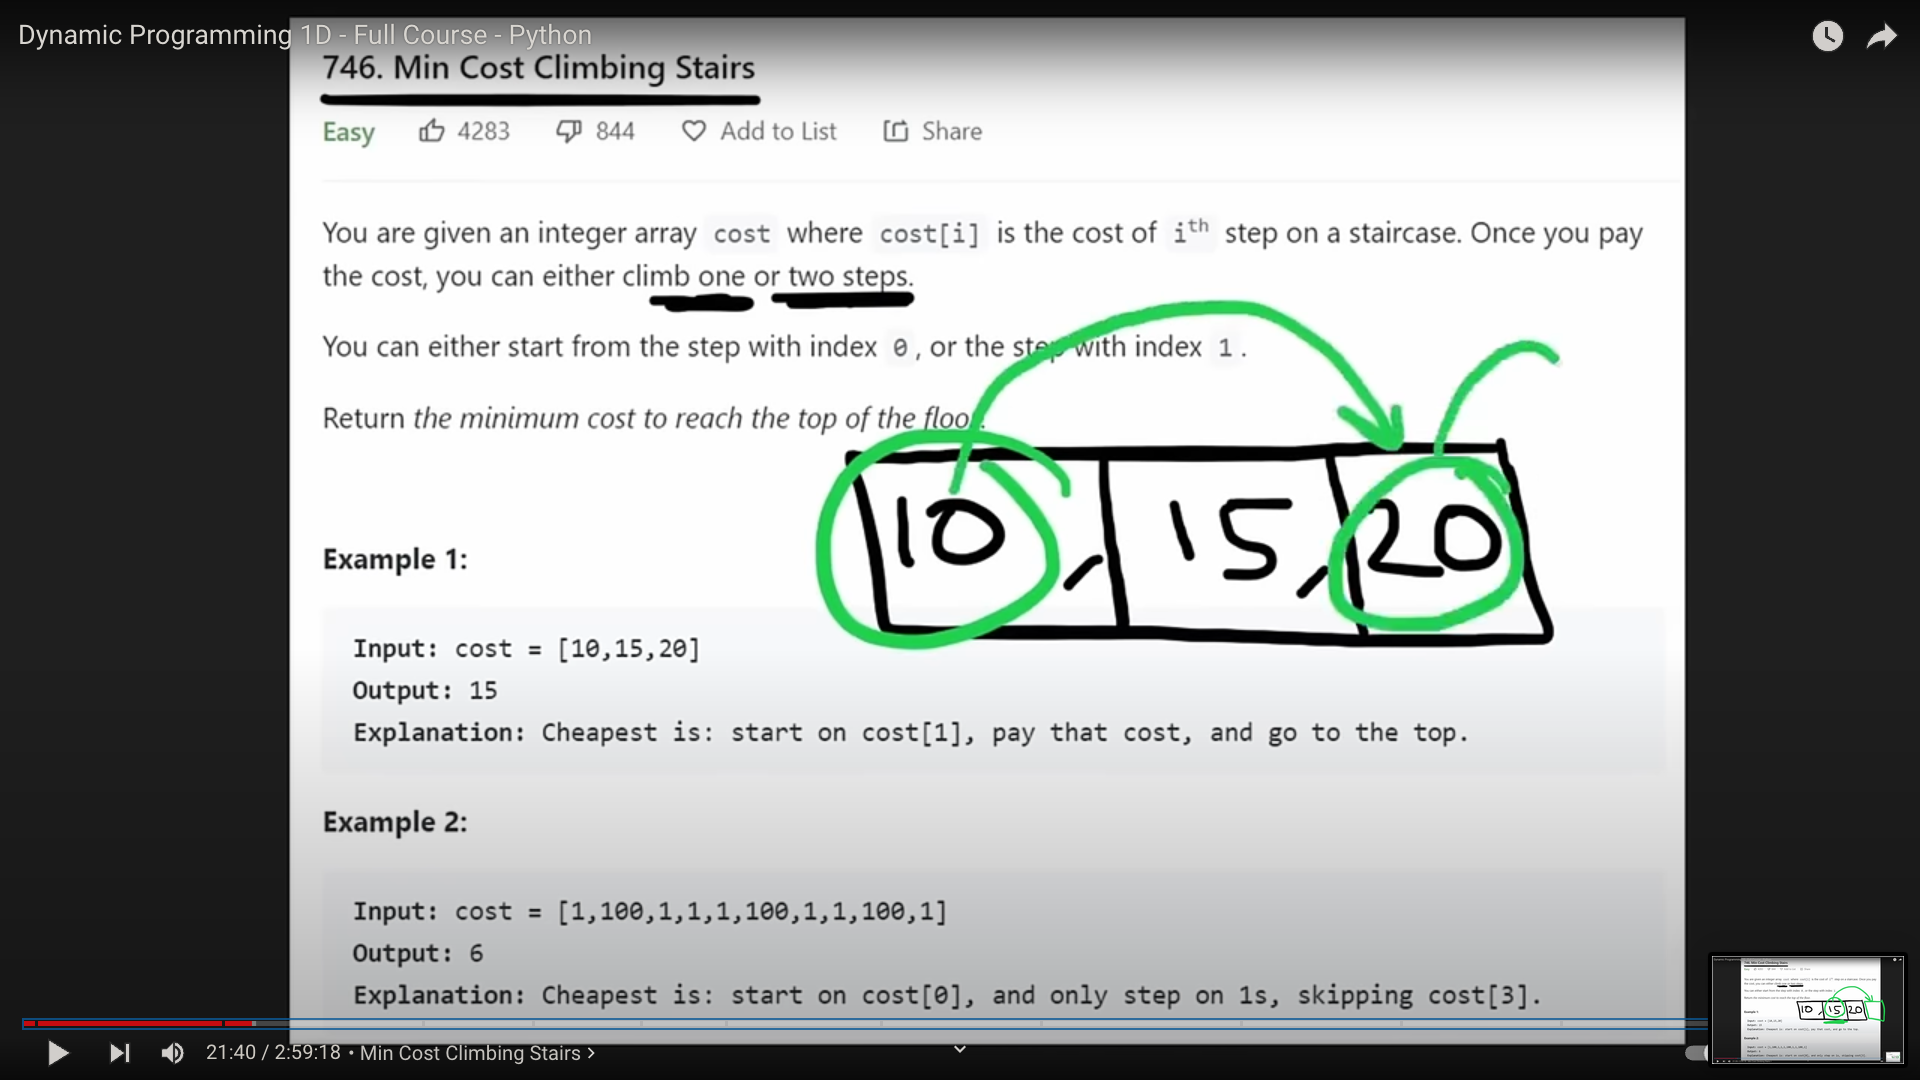 Dynamic Programming 1D - Full Course - Python
746. Min Cost Climbing Stairs
Easy 4283 844 Add to List Share
You are given an integer array cost where cost[i] is the cost of ith step on a staircase. Once you pay
the cost, you can either climb one or two steps.
You can either start from the step with index 0, or the step with index 1.
Return the minimum cost to reach the top of the floor.
10, 15, 20
Example 1:
Input: cost = [10,15,20]
Output: 15
Explanation: Cheapest is: start on cost[1], pay that cost, and go to the top.
Example 2:
Input: cost = [1,100,1,1,1,100,1,1,100,1]
Output: 6
Explanation: Cheapest is: start on cost[0], and only step on 1s, skipping cost[3].
10, 15 20
21:40 / 2:59:18 • Min Cost Climbing Stairs